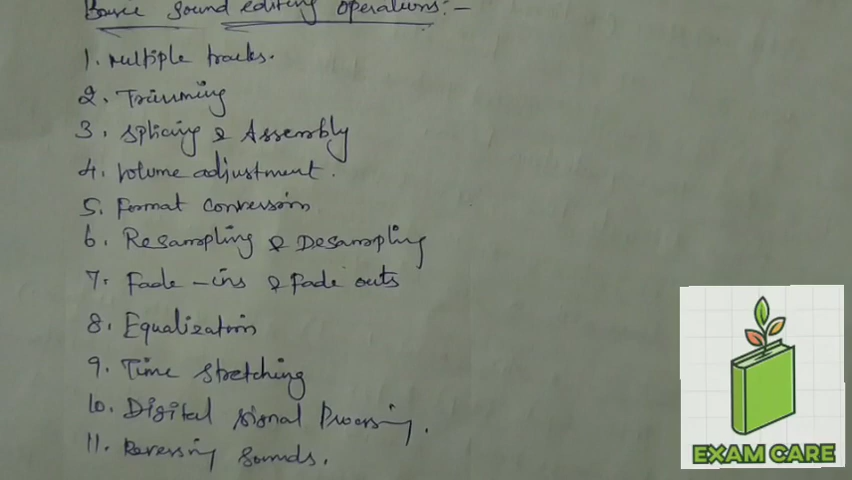 Basic Sound editing operations:-
1. Multiple tracks.
2. Trimming
3. Splicing & Assembly
4. Volume adjustment.
5. Format Conversion
6. Resampling & Desampling
7. Fade-ins & Fade outs
8. Equalization
9. Time stretching
10. Digital signal Processing.
11. Reversing sounds.
EXAM CARE